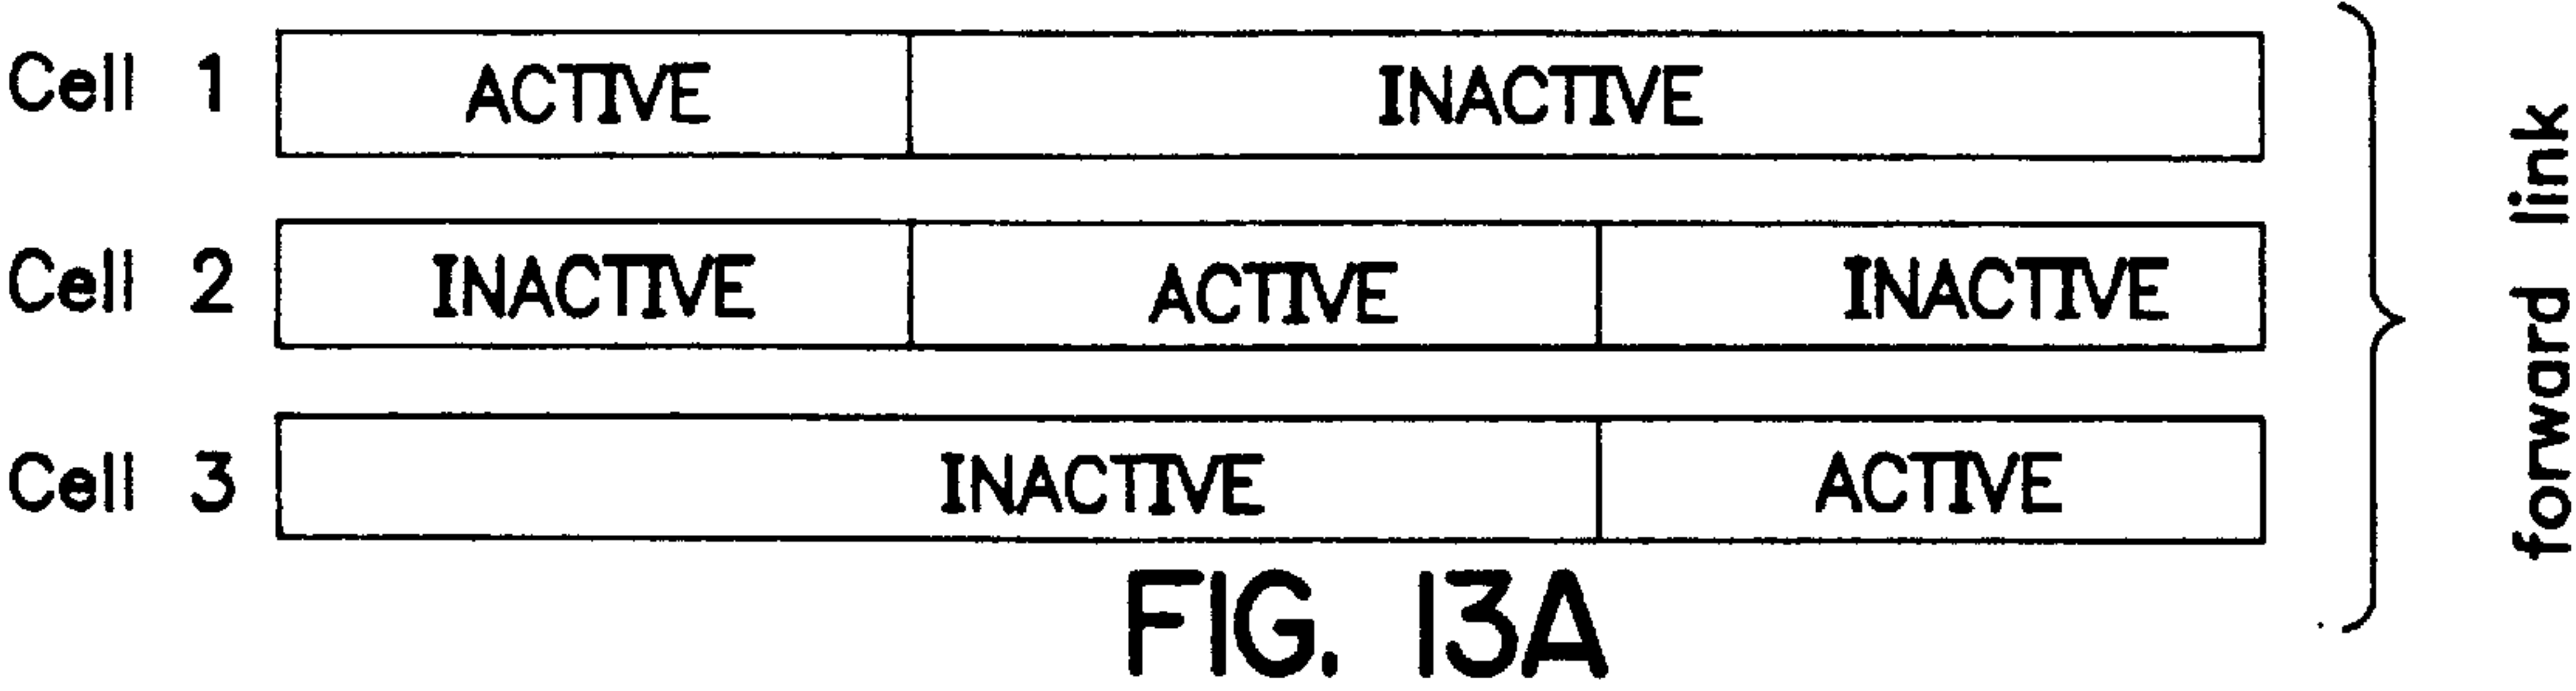 Cell 1 ACTIVE INACTIVE
Cell 2 INACTIVE ACTIVE INACTIVE
Cell 3 INACTIVE ACTIVE
forward link
FIG. 13A